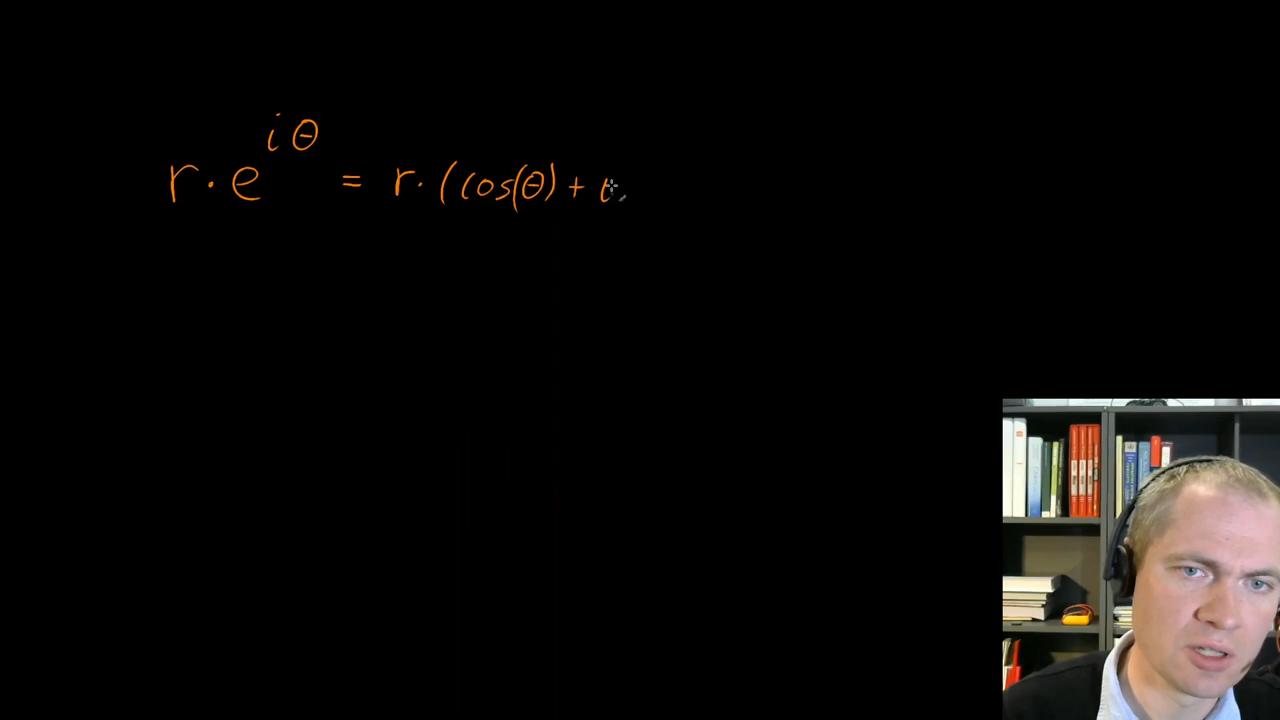 r · e^{iθ} = r · (cos(θ) + i